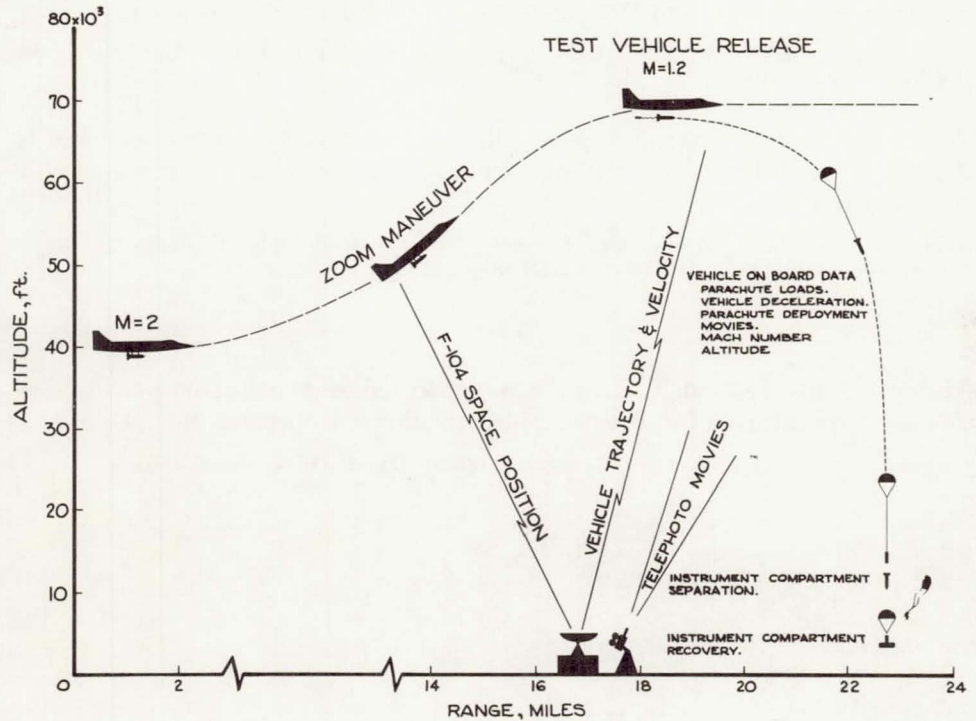 80×10³
TEST VEHICLE RELEASE
M=1.2
70
60
ZOOM MANEUVER
50
VEHICLE ON BOARD DATA
PARACHUTE LOADS.
VEHICLE DECELERATION.
PARACHUTE DEPLOYMENT
MOVIES.
MACH NUMBER
ALTITUDE
M=2
40
ALTITUDE, ft.
F-104 SPACE POSITION
VEHICLE TRAJECTORY & VELOCITY
TELEPHOTO MOVIES
30
20
INSTRUMENT COMPARTMENT
SEPARATION.
10
INSTRUMENT COMPARTMENT
RECOVERY.
0 2 14 16 18 20 22 24
RANGE, MILES